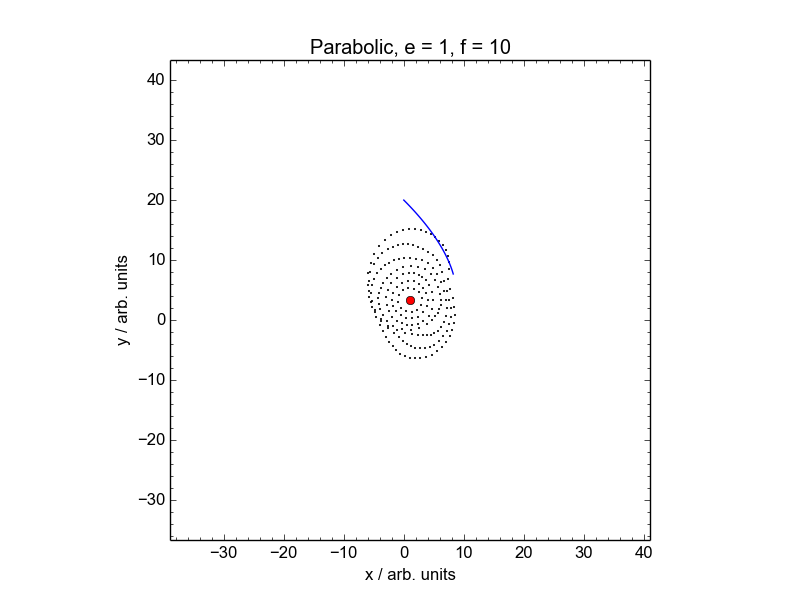 Parabolic, e = 1, f = 10
40
30
20
10
0
−10
−20
−30
y / arb. units
−30 −20 −10 0 10 20 30 40
x / arb. units